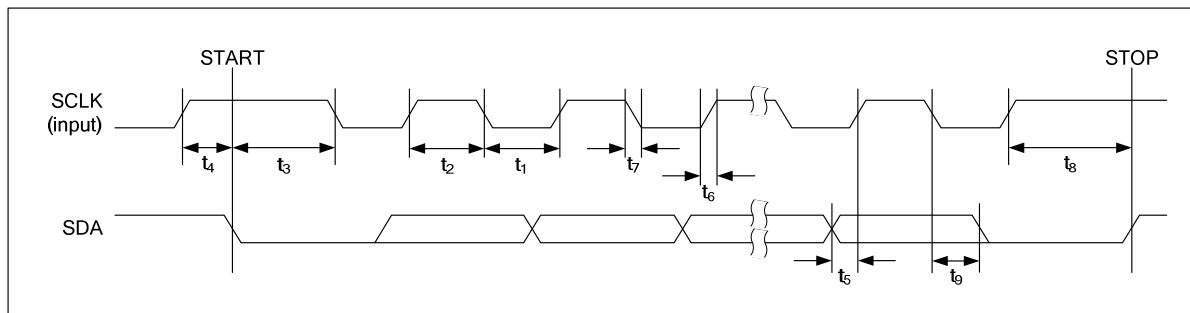 START
STOP
SCLK
(input)
t4
t3
t2
t1
t7
t6
t8
SDA
t5
t9